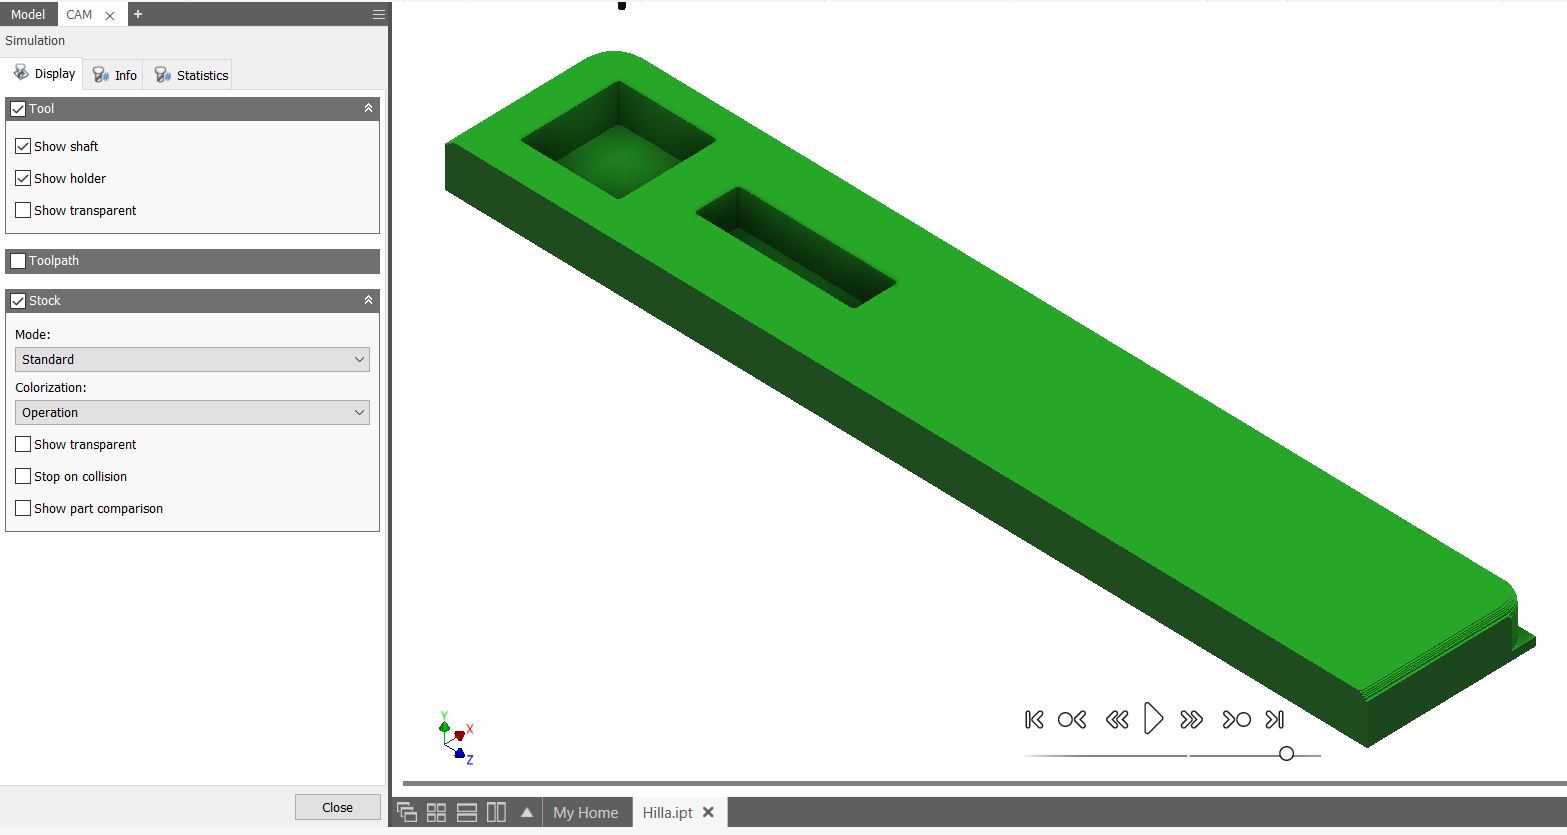 Model
CAM
Simulation
Display
Info
Statistics
Tool
Show shaft
Show holder
Show transparent
Toolpath
Stock
Mode:
Standard
Colorization:
Operation
Show transparent
Stop on collision
Show part comparison
Y
X
Z
Close
My Home
Hilla.ipt